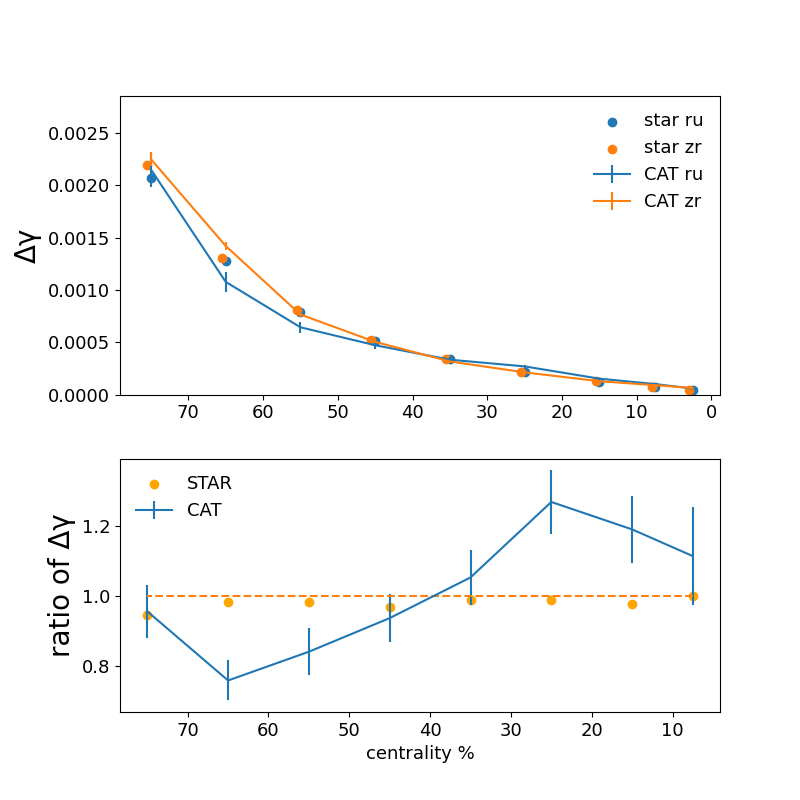 star ru
star zr
CAT ru
CAT zr
Δγ
0.0025
0.0020
0.0015
0.0010
0.0005
0.0000
70 60 50 40 30 20 10 0
STAR
CAT
ratio of Δγ
1.2
1.0
0.8
70 60 50 40 30 20 10
centrality %